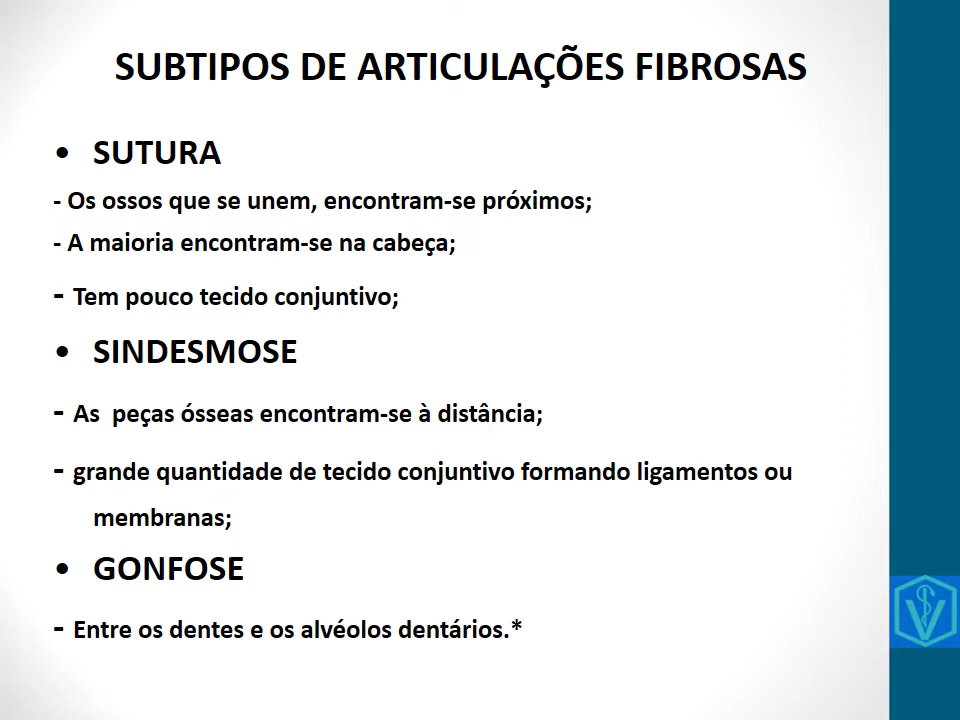 SUBTIPOS DE ARTICULAÇÕES FIBROSAS
• SUTURA
- Os ossos que se unem, encontram-se próximos;
- A maioria encontram-se na cabeça;
- Tem pouco tecido conjuntivo;
• SINDESMOSE
- As  peças ósseas encontram-se à distância;
- grande quantidade de tecido conjuntivo formando ligamentos ou
membranas;
• GONFOSE
- Entre os dentes e os alvéolos dentários.*
V